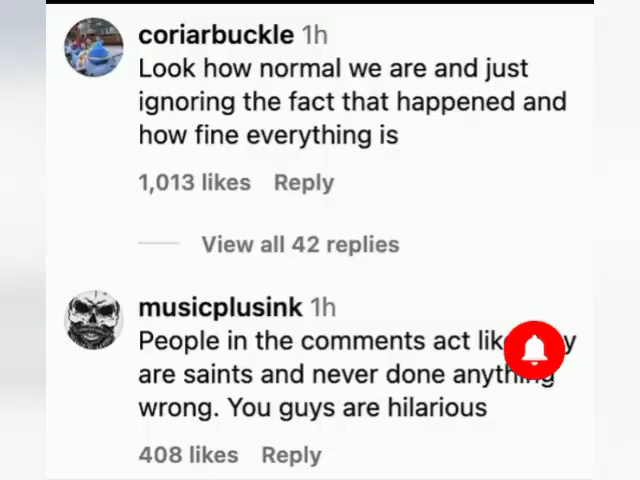 coriarbuckle 1h
Look how normal we are and just
ignoring the fact that happened and
how fine everything is
1,013 likes Reply
View all 42 replies
musicplusink 1h
People in the comments act
are saints and never done anything
wrong. You guys are hilarious
408 likes Reply